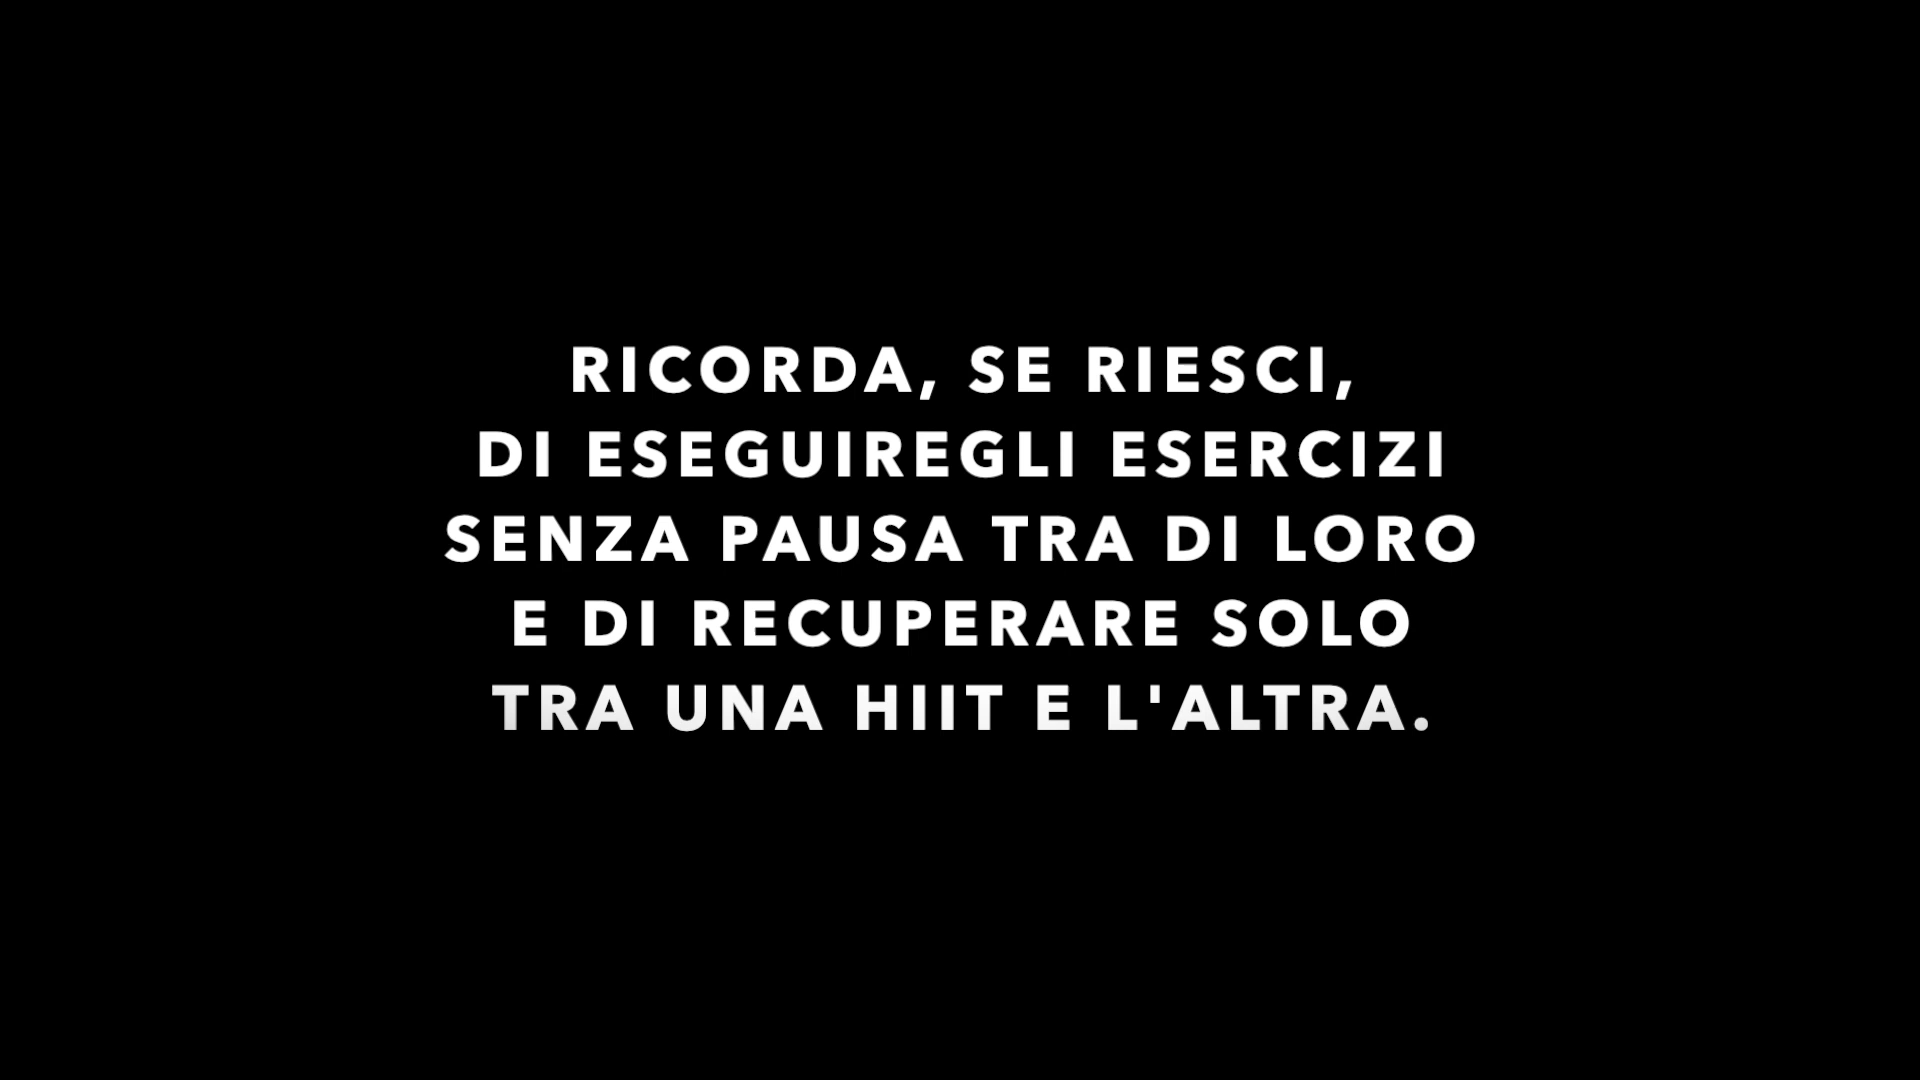 RICORDA, SE RIESCI,
DI ESEGUIREGLI ESERCIZI
SENZA PAUSA TRA DI LORO
E DI RECUPERARE SOLO
TRA UNA HIIT E L'ALTRA.